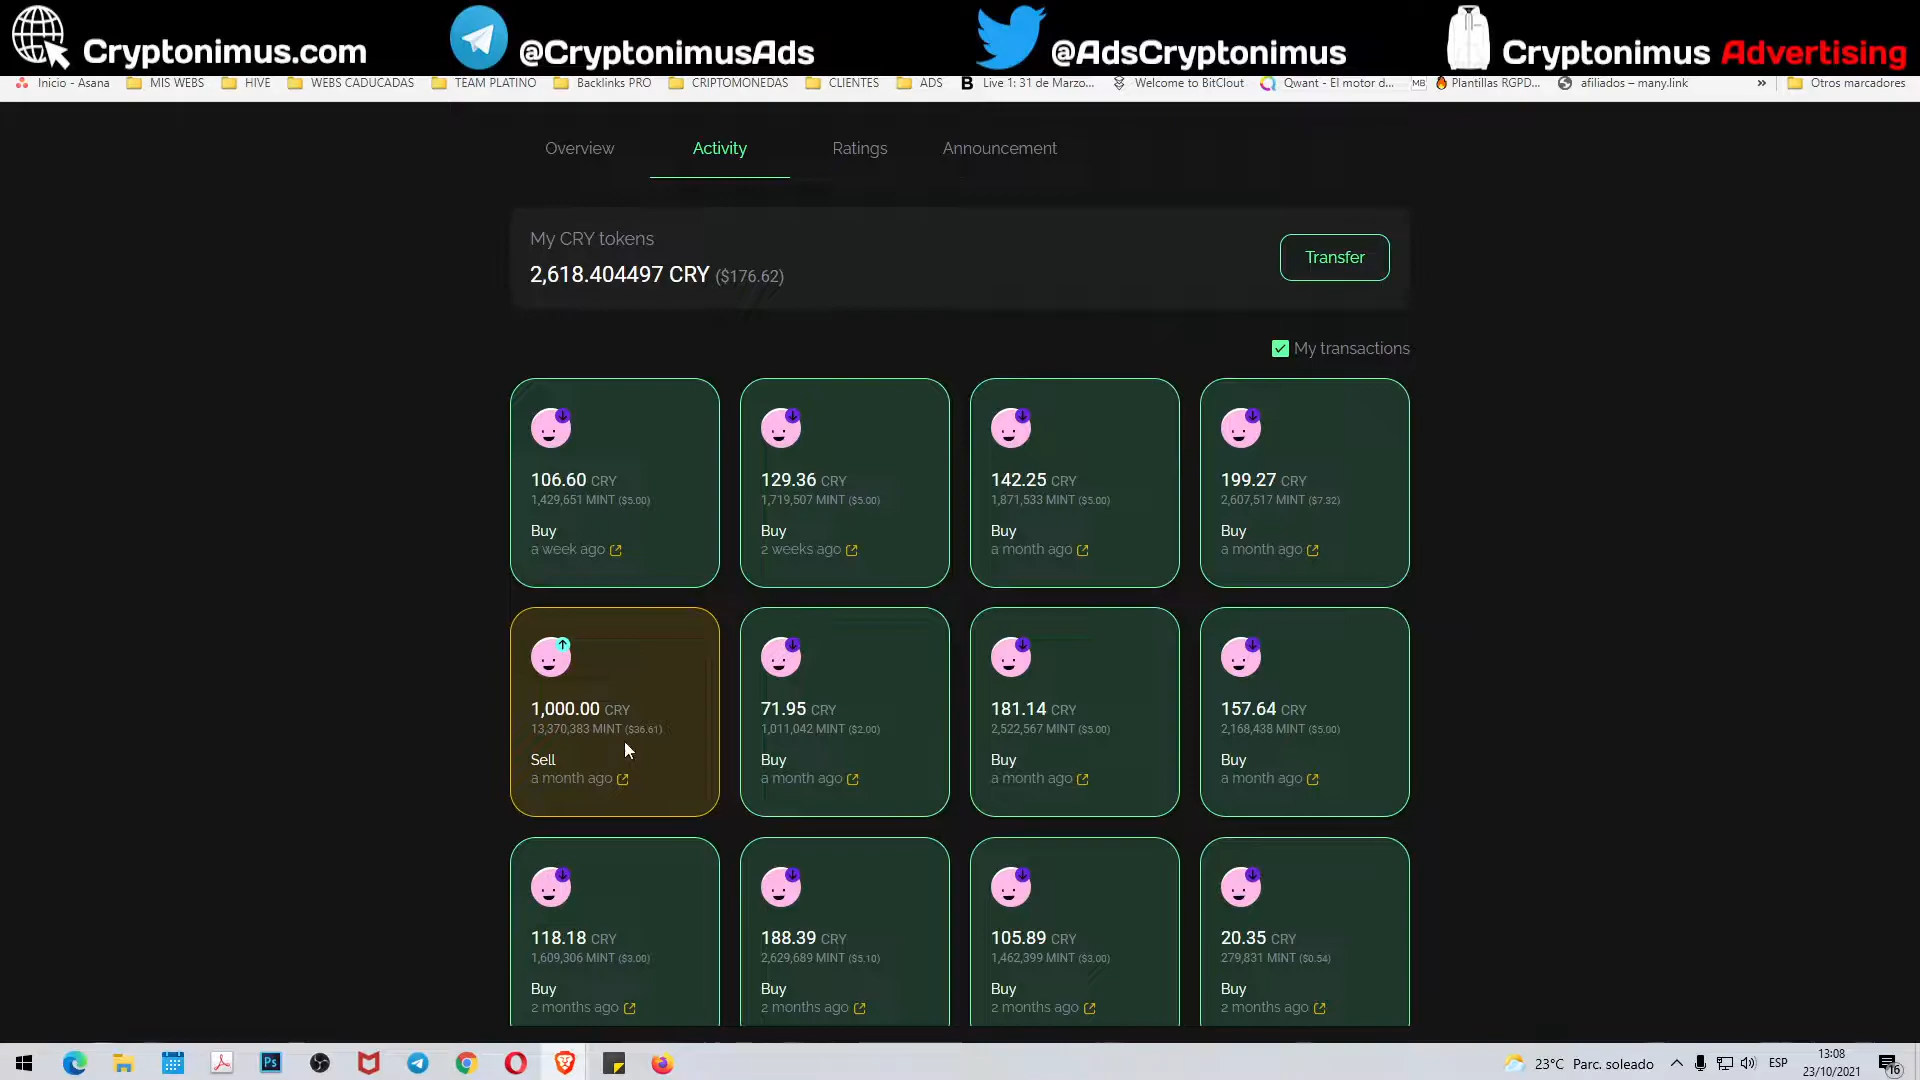 Cryptonimus.com
@CryptonimusAds
@AdsCryptonimus
Cryptonimus Advertising
Inicio - Asana
MIS WEBS
HIVE
WEBS CADUCADAS
TEAM PLATINO
Backlinks PRO
CRIPTOMONEDAS
CLIENTES
ADS
B
Live 1: 31 de Marzo...
Welcome to BitClout
Qwant - El motor d...
MB
Plantillas RGPD...
afiliados – many.link
»
Otros marcadores
Overview
Activity
Ratings
Announcement
My CRY tokens
2,618.404497 CRY ($176.62)
Transfer
My transactions
106.60 CRY
1,429,651 MINT ($5.00)
Buy
a week ago
129.36 CRY
1,719,507 MINT ($5.00)
Buy
2 weeks ago
142.25 CRY
1,871,533 MINT ($5.00)
Buy
a month ago
199.27 CRY
2,607,517 MINT ($7.32)
Buy
a month ago
1,000.00 CRY
13,370,383 MINT ($36.61)
Sell
a month ago
71.95 CRY
1,011,042 MINT ($2.00)
Buy
a month ago
181.14 CRY
2,522,567 MINT ($5.00)
Buy
a month ago
157.64 CRY
2,168,438 MINT ($5.00)
Buy
a month ago
118.18 CRY
1,609,306 MINT ($3.00)
Buy
2 months ago
188.39 CRY
2,629,689 MINT ($5.10)
Buy
2 months ago
105.89 CRY
1,462,399 MINT ($3.00)
Buy
2 months ago
20.35 CRY
279,831 MINT ($0.54)
Buy
2 months ago
Ps
23°C Parc. soleado
ESP
13:08
23/10/2021
16